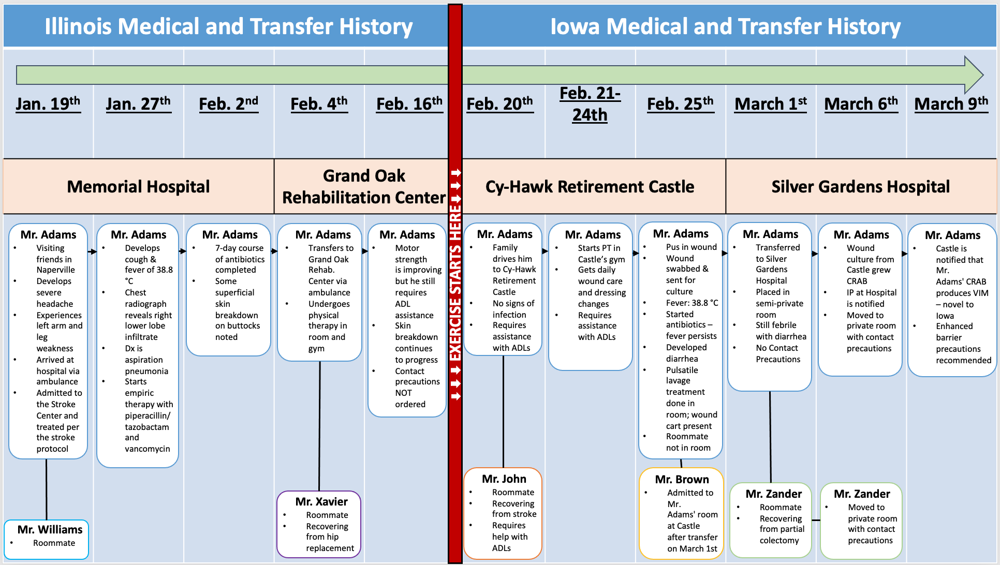 Illinois Medical and Transfer History
Iowa Medical and Transfer History
Jan. 19th
Jan. 27th
Feb. 2nd
Feb. 4th
Feb. 16th
Feb. 20th
Feb. 21-
24th
Feb. 25th
March 1st
March 6th
March 9th
Memorial Hospital
Grand Oak
Rehabilitation Center
EXERCISE STARTS HERE
Cy-Hawk Retirement Castle
Silver Gardens Hospital
Mr. Adams
• Visiting
friends in
Naperville
• Develops
severe
headache
• Experiences
left arm and
leg
weakness
• Arrived at
hospital via
ambulance
• Admitted to
the Stroke
Center and
treated per
the stroke
protocol
Mr. Williams
• Roommate
Mr. Adams
• Develops
cough &
fever of 38.8
°C
• Chest
radiograph
reveals right
lower lobe
infiltrate
• Dx is
aspiration
pneumonia
• Starts
empiric
therapy with
piperacillin/
tazobactam
and
vancomycin
Mr. Adams
• 7-day course
of antibiotics
completed
• Some
superficial
skin
breakdown
on buttocks
noted
Mr. Adams
• Transfers to
Grand Oak
Rehab.
Center via
ambulance
• Undergoes
physical
therapy in
room and
gym
Mr. Xavier
• Roommate
• Recovering
from hip
replacement
Mr. Adams
• Motor
strength
is improving
but he still
requires
ADL
assistance
• Skin
breakdown
continues
to progress
• Contact
precautions
NOT
ordered
Mr. Adams
• Family
drives him
to Cy-Hawk
Retirement
Castle
• No signs of
infection
• Requires
assistance
with ADLs
Mr. John
• Roommate
• Recovering
from stroke
• Requires
help with
ADLs
Mr. Adams
• Starts PT in
Castle's gym
• Gets daily
wound care
and dressing
changes
• Requires
assistance
with ADLs
Mr. Adams
• Pus in wound
• Wound
swabbed &
sent for
culture
• Fever: 38.8 °C
• Started
antibiotics –
fever persists
• Developed
diarrhea
• Pulsatile
lavage
treatment
done in
room; wound
cart present
• Roommate
not in room
Mr. Brown
• Admitted to
Mr.
Adams' room
at Castle
after transfer
on March 1st
Mr. Adams
• Transferred
to Silver
Gardens
Hospital
• Placed in
semi-private
room
• Still febrile
with diarrhea
• No Contact
Precautions
Mr. Zander
• Roommate
• Recovering
from partial
colectomy
Mr. Adams
• Wound
culture from
Castle grew
CRAB
• IP at Hospital
is notified
• Moved to
private room
with contact
precautions
Mr. Zander
• Moved to
private room
with contact
precautions
Mr. Adams
• Castle is
notified that
Mr.
Adams' CRAB
produces VIM
– novel to
Iowa
• Enhanced
barrier
precautions
recommended